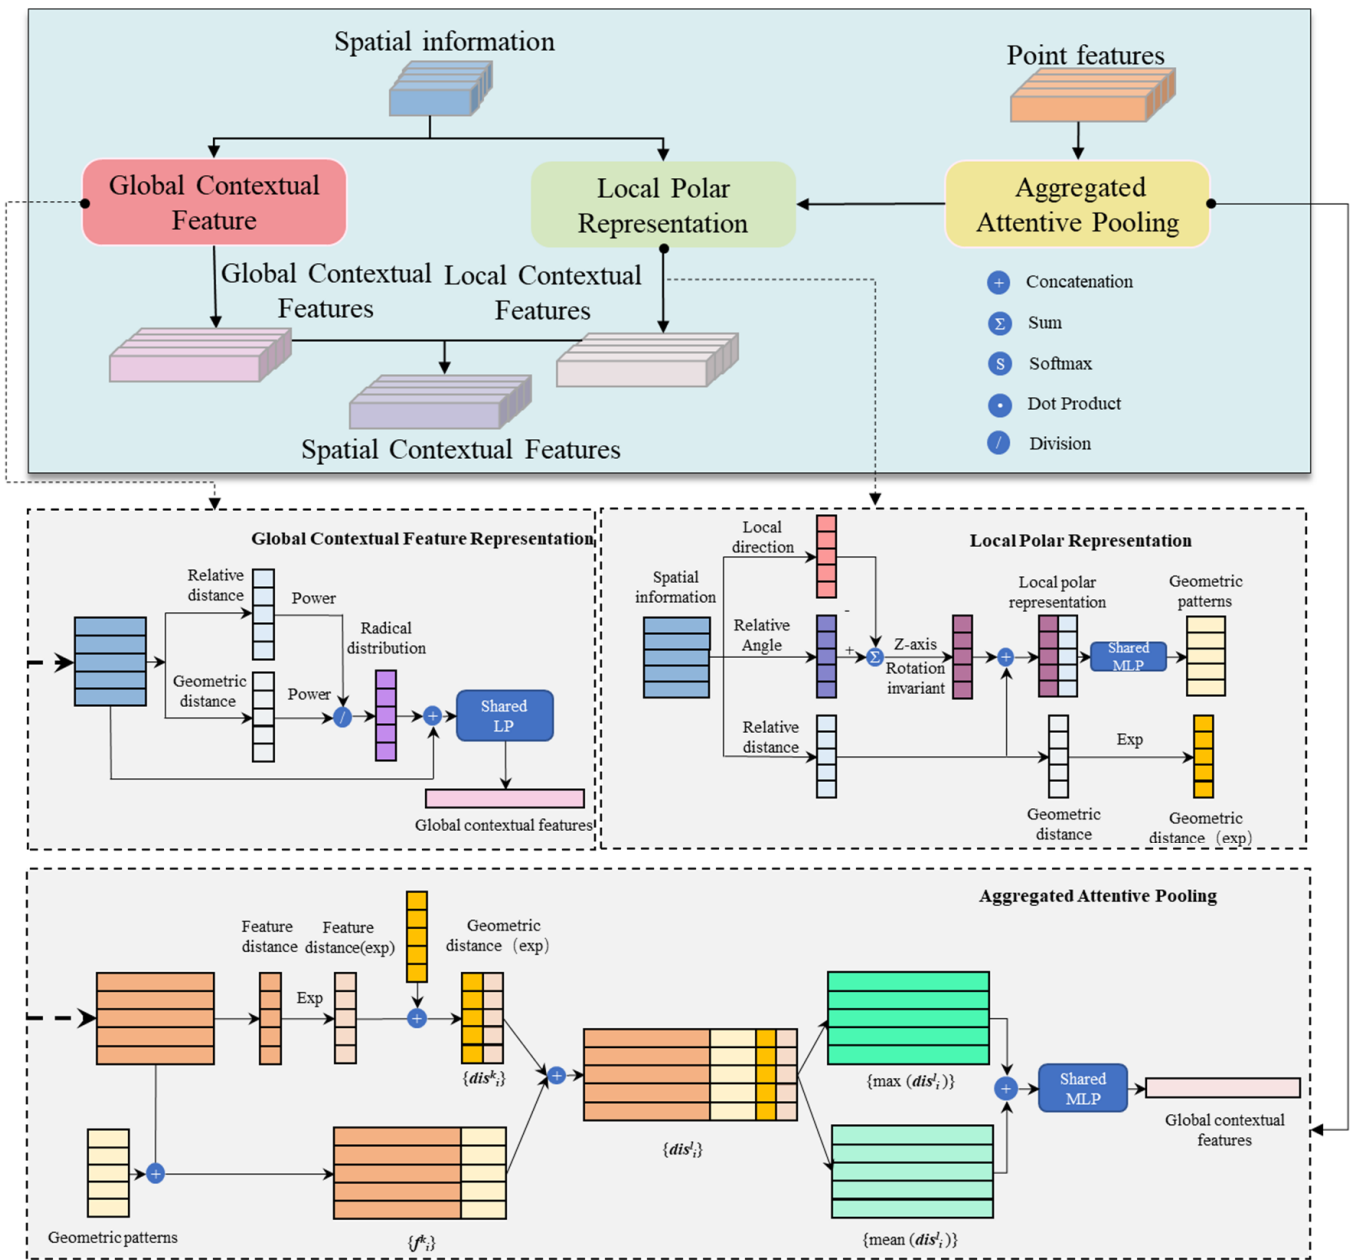 Spatial information
Point features
Global Contextual
Feature
Local Polar
Representation
Aggregated
Attentive Pooling
Global Contextual
Features
Local Contextual
Features
Spatial Contextual Features
+ Concatenation
Σ Sum
S Softmax
• Dot Product
/ Division
Global Contextual Feature Representation
Relative
distance
Power
Radical
distribution
Geometric
distance
Power
/
+
Shared
LP
Global contextual features
Local Polar Representation
Local
direction
Spatial
information
Relative
Angle
-
+
Σ
Z-axis
Rotation
invariant
+
Local polar
representation
Shared
MLP
Geometric
patterns
Relative
distance
Geometric
distance
Exp
Geometric
distance (exp)
Aggregated Attentive Pooling
Feature
distance
Exp
Feature
distance(exp)
+
Geometric
distance (exp)
{dis^k_i}
+
Geometric patterns
+
{f^k_i}
{dis^l_i}
{max (dis^l_i)}
{mean (dis^l_i)}
+
Shared
MLP
Global contextual
features